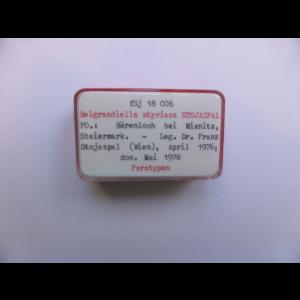 fSj 18 006
Belgrandiella styriaca STOJASPAL
FO.: Bärenloch bei Mixnitz,
Steiermark. - Leg. Dr. Franz
Stojaspal (Wien), April 1976;
don. Mai 1978
Paratypen